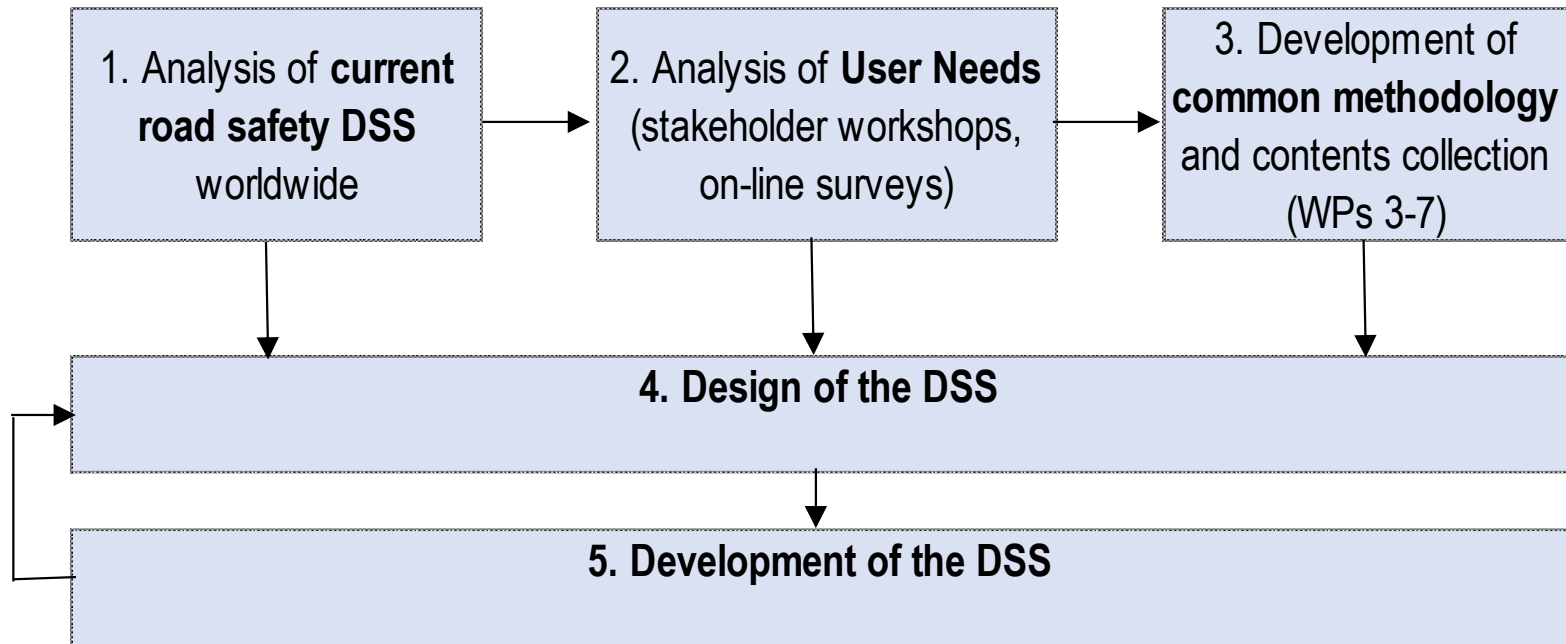 1. Analysis of current
road safety DSS
worldwide
2. Analysis of User Needs
(stakeholder workshops,
on-line surveys)
3. Development of
common methodology
and contents collection
(WPs 3-7)
4. Design of the DSS
5. Development of the DSS